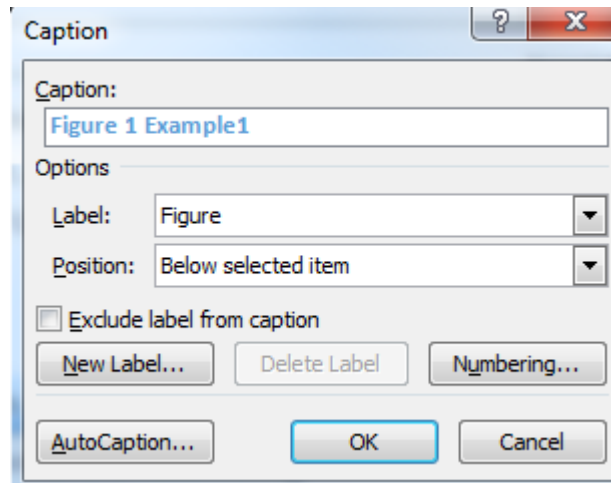 Caption
Caption:
Figure 1 Example1
Options
Label: Figure
Position: Below selected item
Exclude label from caption
New Label... Delete Label Numbering...
AutoCaption... OK Cancel